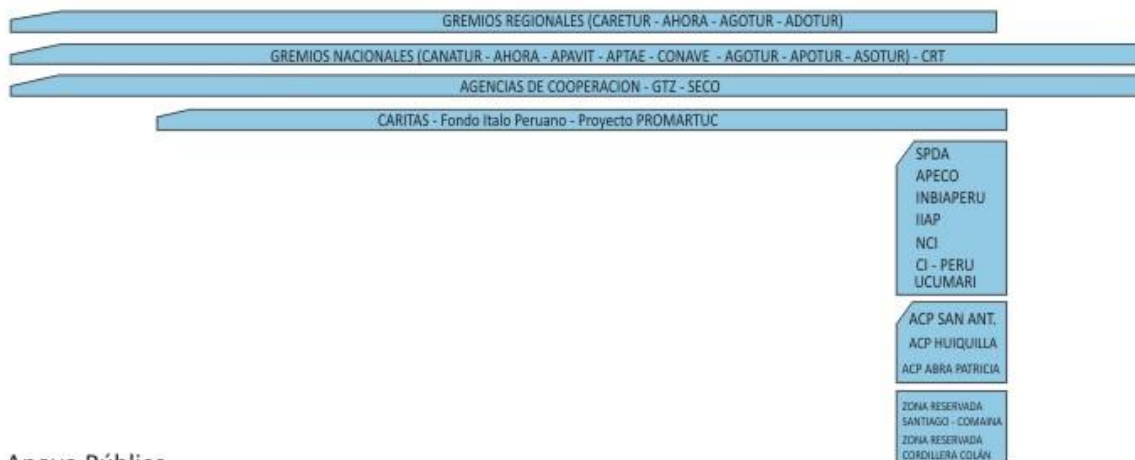 GREMIOS REGIONALES (CARETUR - AHORA - AGOTUR - ADOTUR)
GREMIOS NACIONALES (CANATUR - AHORA - APAVIT - APTAE - CONAVE - AGOTUR - APOTUR - ASOTUR) - CRT
AGENCIAS DE COOPERACION - GTZ - SECO
CARITAS - Fondo Italo Peruano - Proyecto PROMARTUC
SPDA
APECO
INBIAPERU
IIAP
NCI
CI - PERU
UCUMARI
ACP SAN ANT.
ACP HUIQUILLA
ACP ABRA PATRICIA
ZONA RESERVADA
SANTIAGO - COMAINA
ZONA RESERVADA
CORDILLERA COLÁN
Apoyo Público